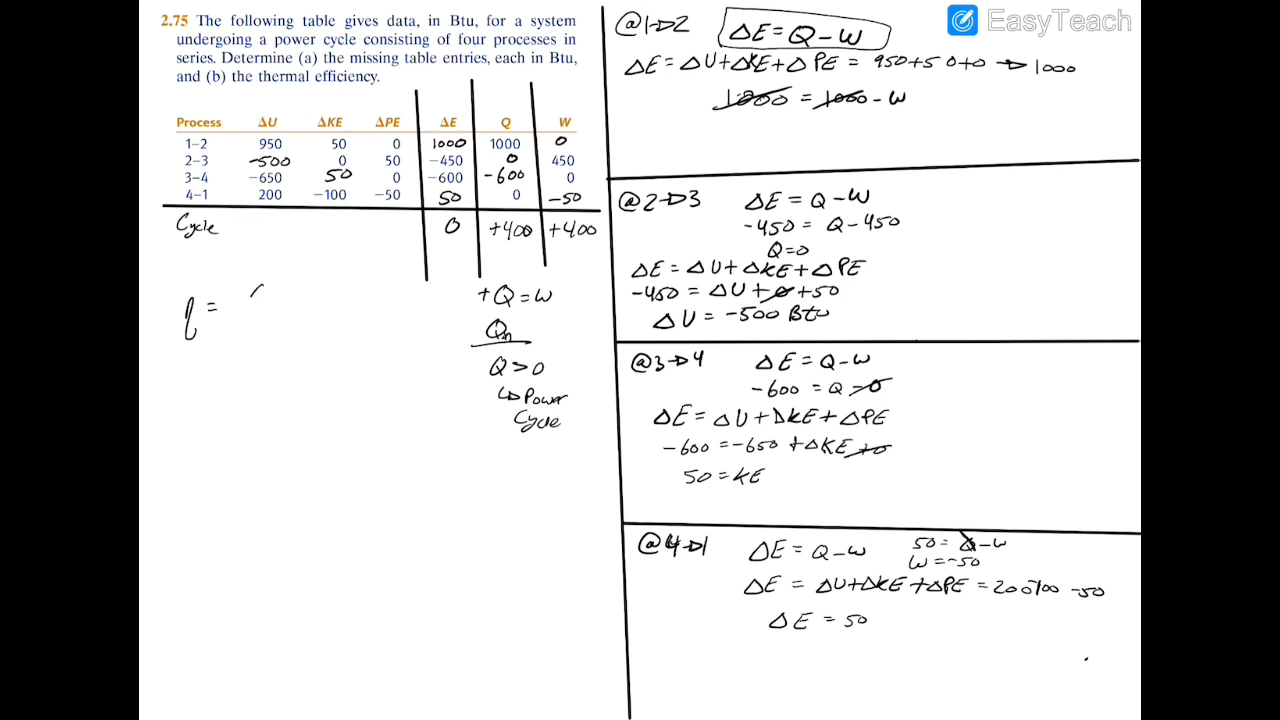 EasyTeach
2.75 The following table gives data, in Btu, for a system
undergoing a power cycle consisting of four processes in
series. Determine (a) the missing table entries, each in Btu,
and (b) the thermal efficiency.
Process ΔU ΔKE ΔPE ΔE Q W
1–2 950 50 0 1000 1000 0
2–3 -500 0 50 −450 0 450
3–4 −650 50 0 −600 -600 0
4–1 200 −100 −50 50 0 -50
Cycle 0 +400 +400
η =
+Q = W
Q > 0
↳ Power
Cycle
@1→2 ΔE = Q - W
ΔE = ΔU + ΔKE + ΔPE = 950 + 50 + 0 → 1000
1000 = 1000 - W
@2→3 ΔE = Q - W
-450 = Q - 450
Q = 0
ΔE = ΔU + ΔKE + ΔPE
-450 = ΔU + 0 + 50
ΔU = -500 Btu
@3→4 ΔE = Q - W
-600 = Q - 0
ΔE = ΔU + ΔKE + ΔPE
-600 = -650 + ΔKE + 0
50 = KE
@4→1 ΔE = Q - W 50 = Q - W
W = -50
ΔE = ΔU + ΔKE + ΔPE = 200-100 -50
ΔE = 50